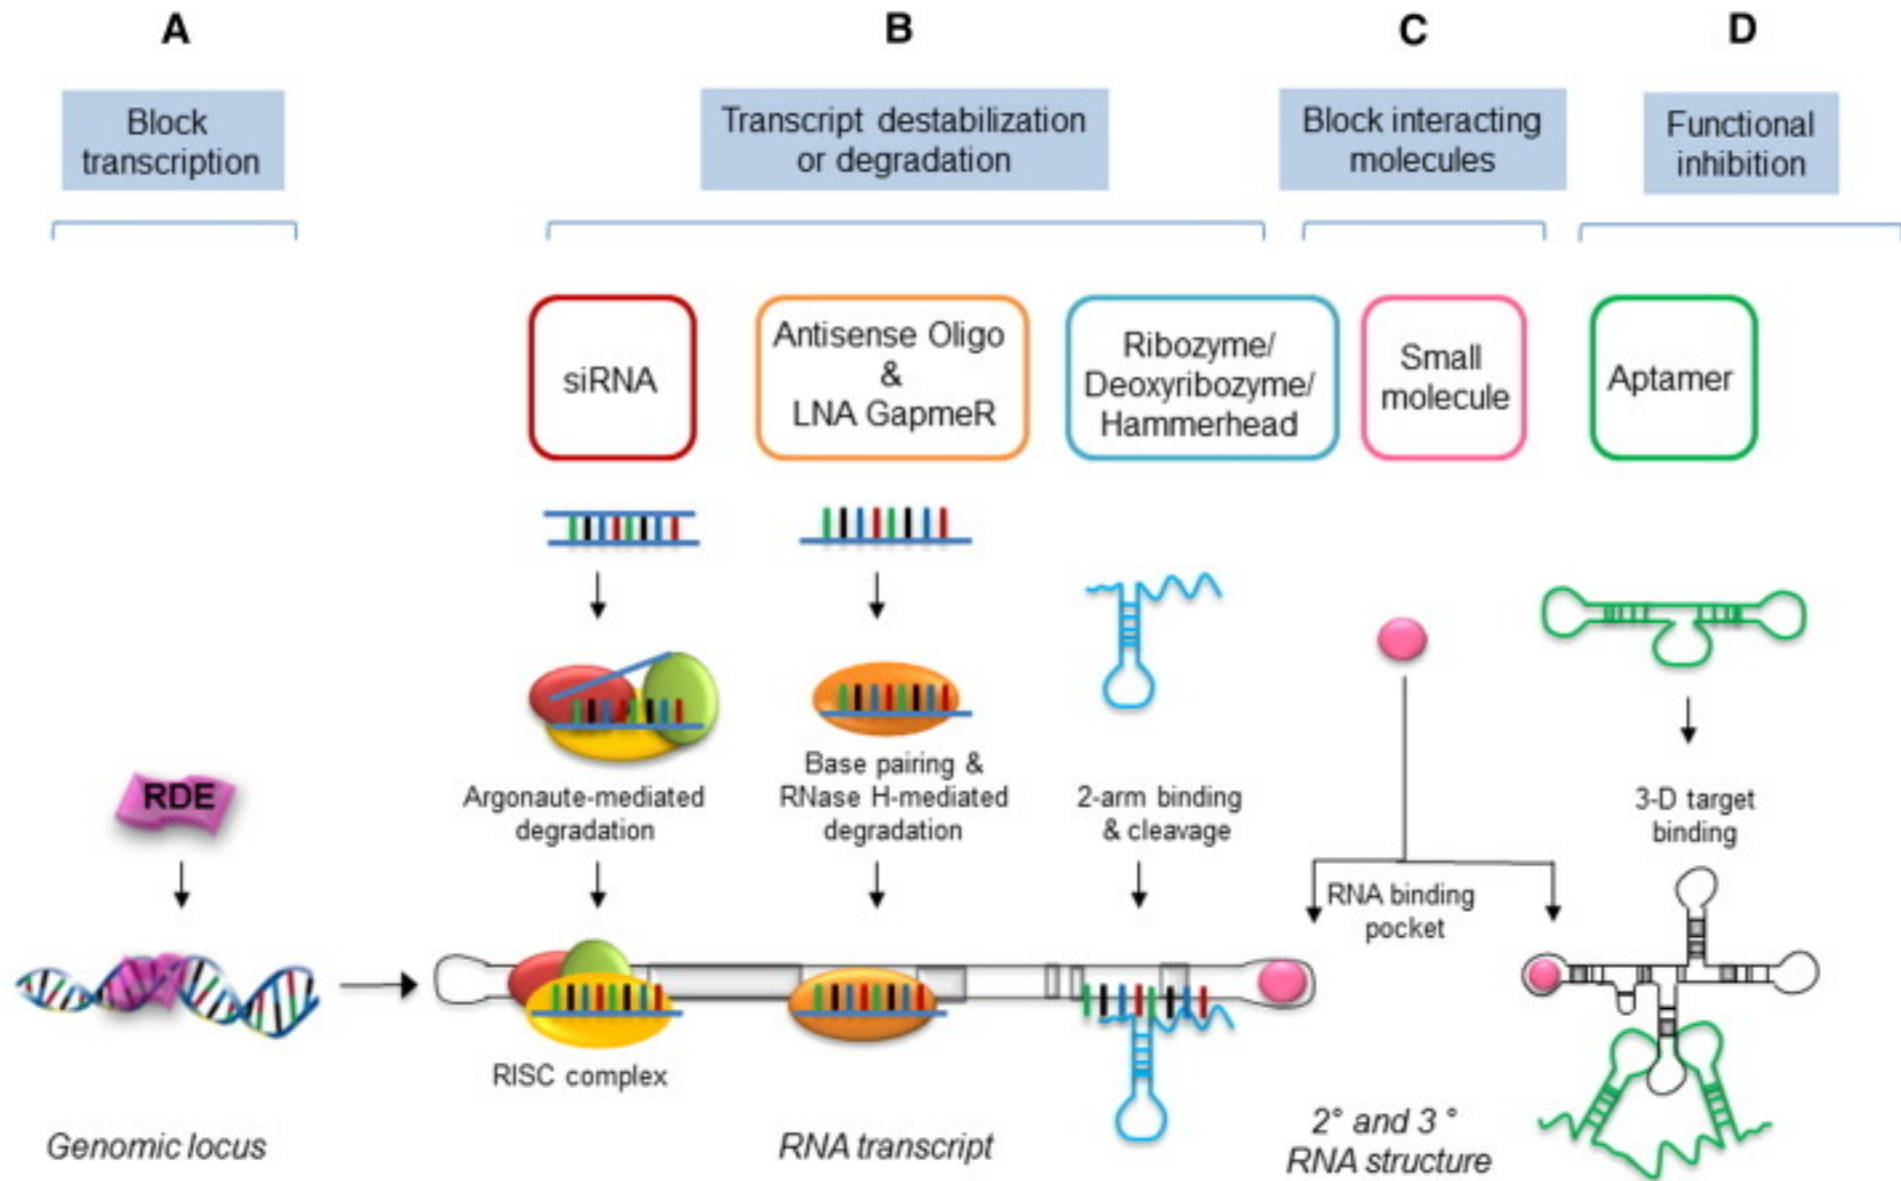 A
B
C
D
Block
transcription
Transcript destabilization
or degradation
Block interacting
molecules
Functional
inhibition
siRNA
Antisense Oligo
&
LNA GapmeR
Ribozyme/
Deoxyribozyme/
Hammerhead
Small
molecule
Aptamer
RDE
Argonaute-mediated
degradation
Base pairing &
RNase H-mediated
degradation
2-arm binding
& cleavage
RNA binding
pocket
3-D target
binding
RISC complex
Genomic locus
RNA transcript
2° and 3 °
RNA structure